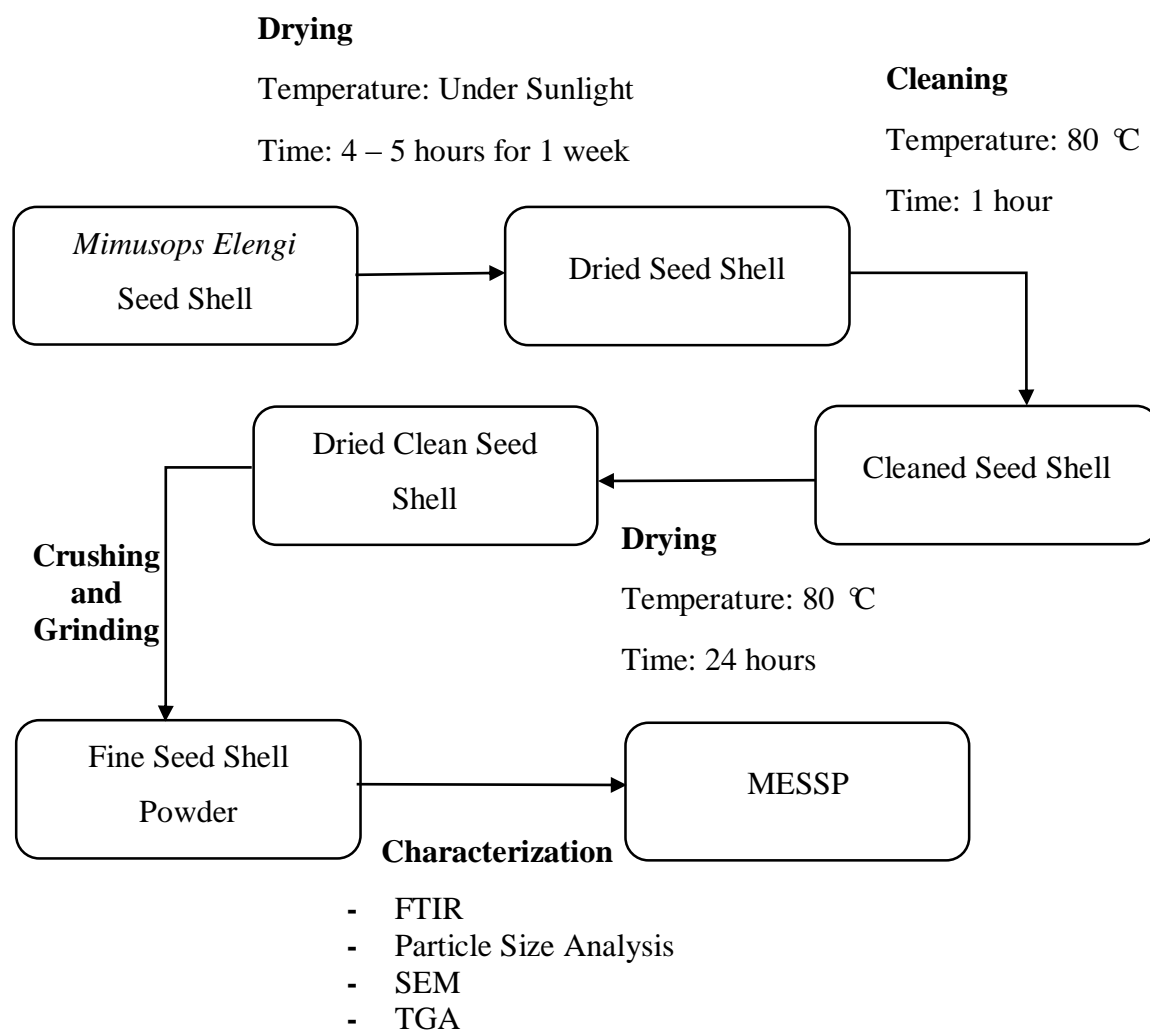 Drying
Temperature: Under Sunlight
Time: 4 – 5 hours for 1 week
Cleaning
Temperature: 80 ℃
Time: 1 hour
Mimusops Elengi
Seed Shell
Dried Seed Shell
Cleaned Seed Shell
Dried Clean Seed
Shell
Drying
Temperature: 80 ℃
Time: 24 hours
Crushing
and
Grinding
Fine Seed Shell
Powder
MESSP
Characterization
- FTIR
- Particle Size Analysis
- SEM
- TGA